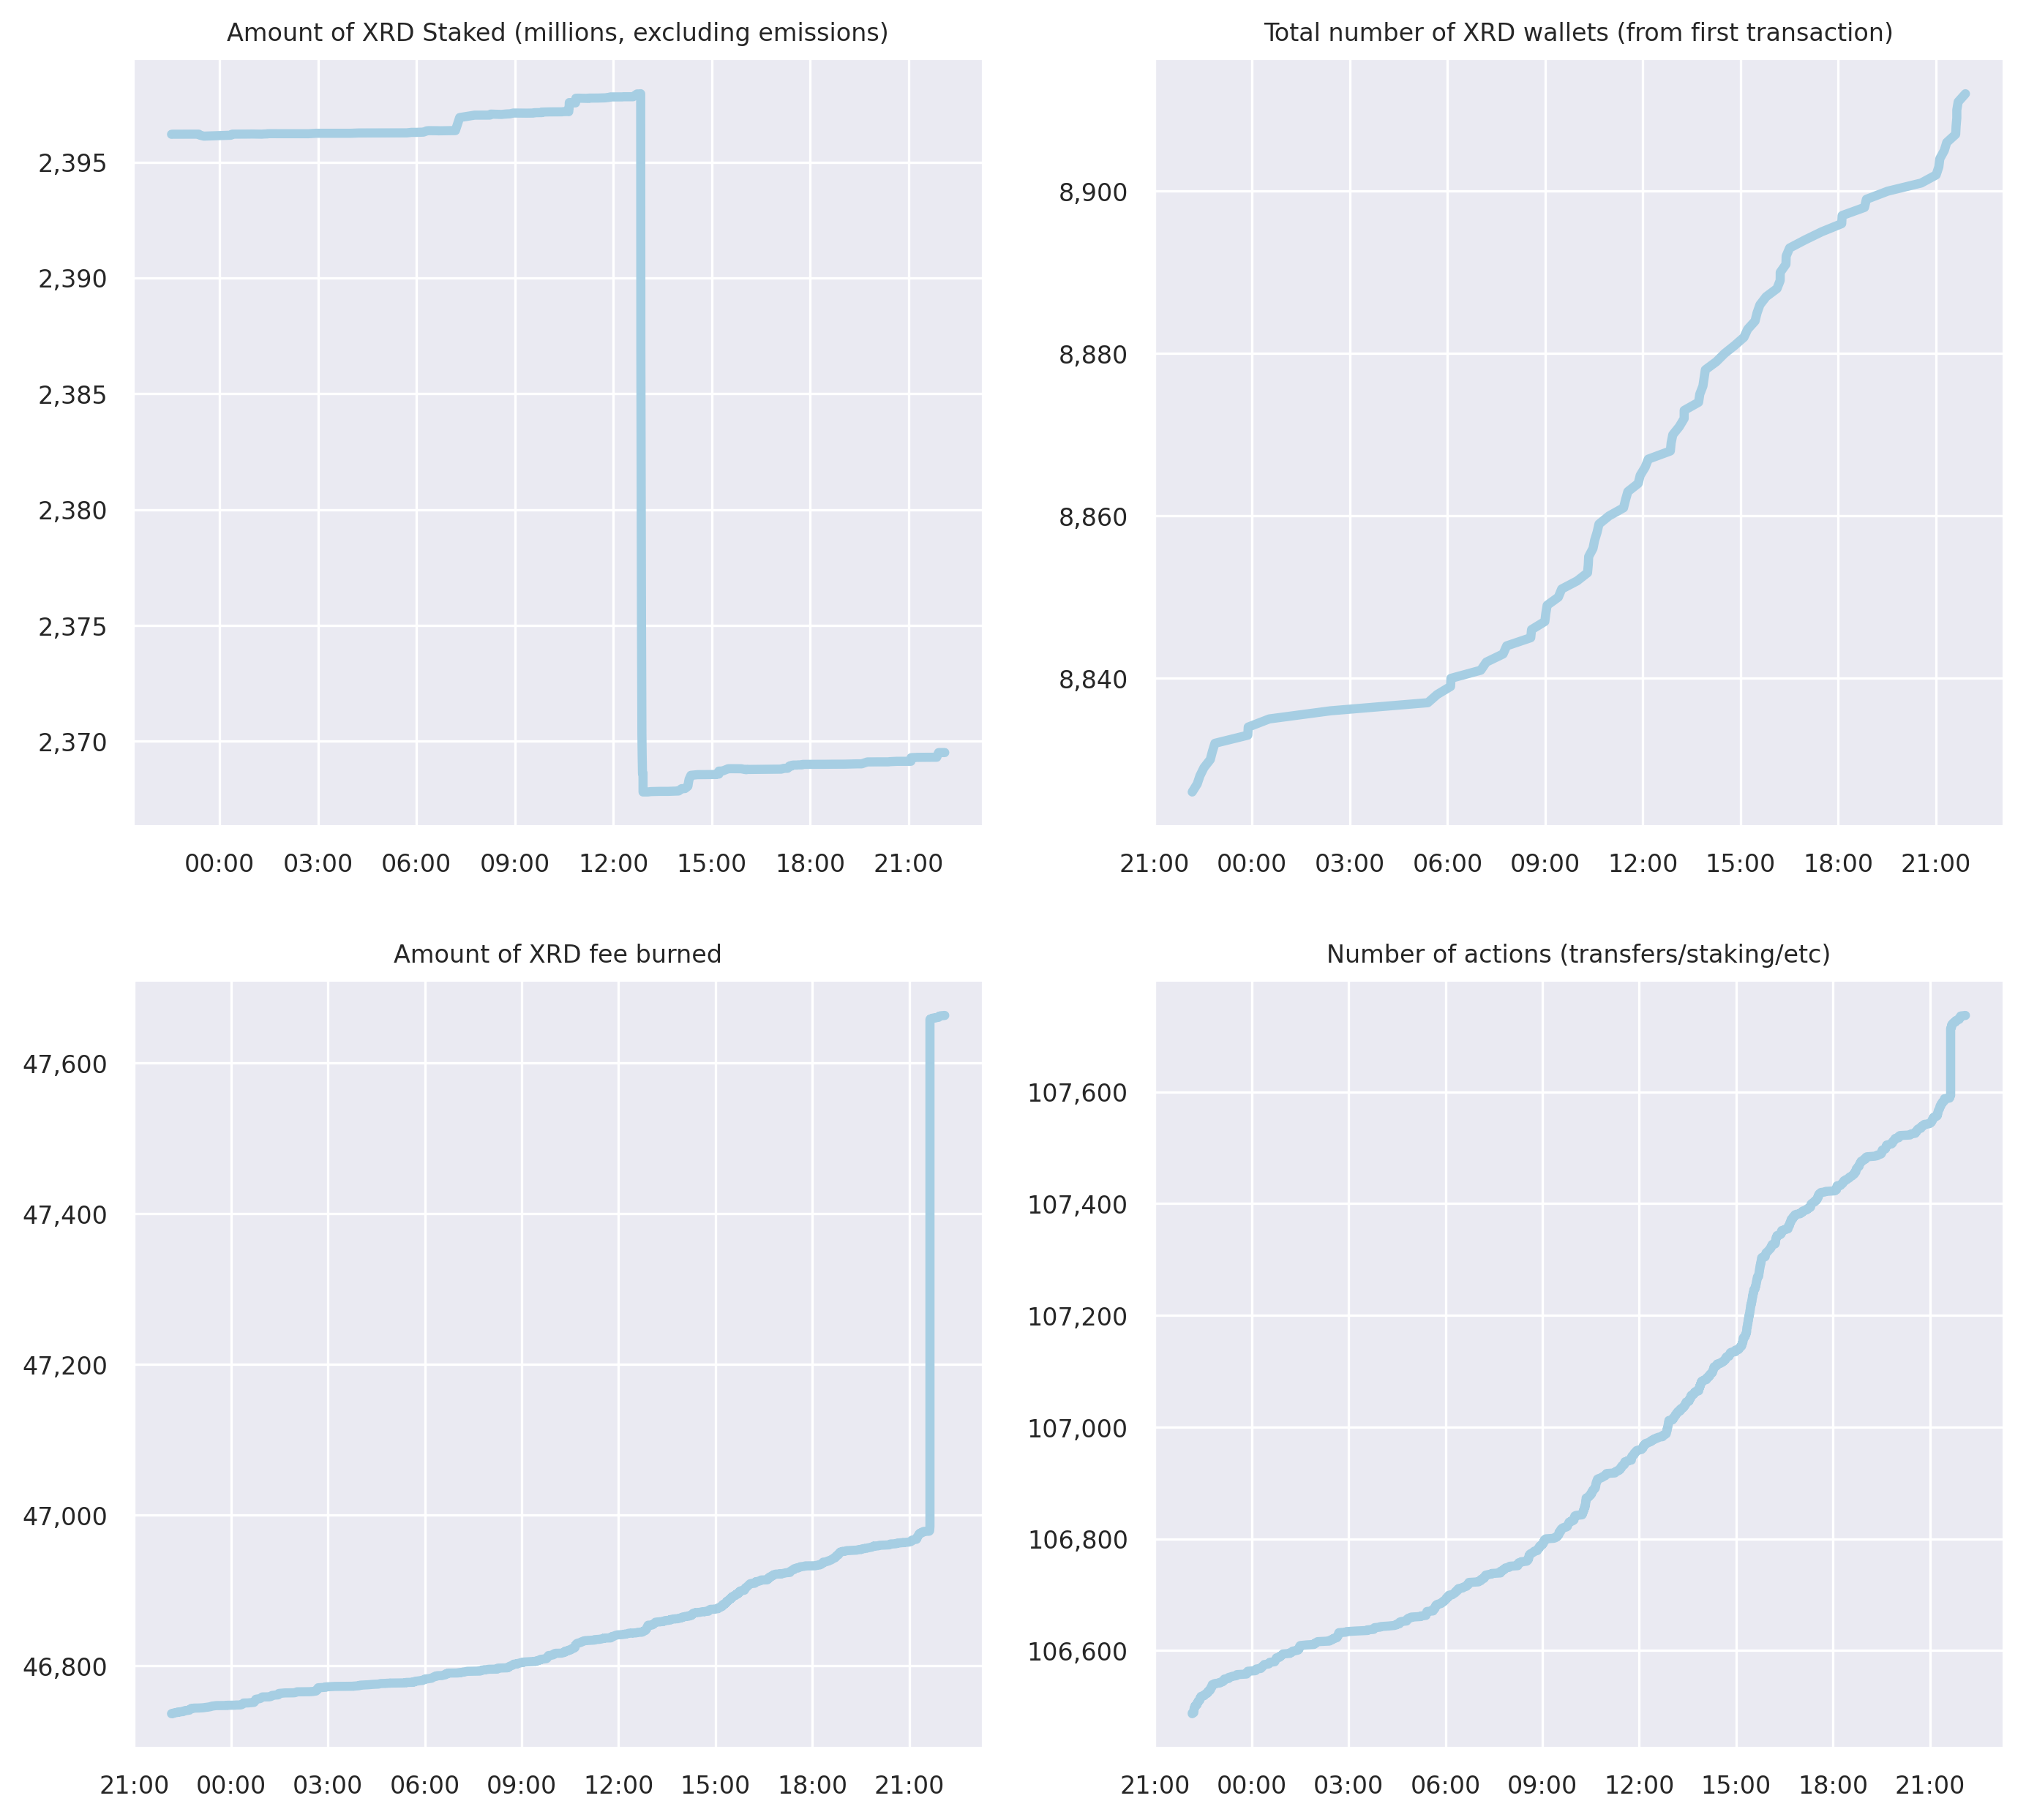 Amount of XRD Staked (millions, excluding emissions)
2,395
2,390
2,385
2,380
2,375
2,370
00:00 03:00 06:00 09:00 12:00 15:00 18:00 21:00
Total number of XRD wallets (from first transaction)
8,900
8,880
8,860
8,840
21:00 00:00 03:00 06:00 09:00 12:00 15:00 18:00 21:00
Amount of XRD fee burned
47,600
47,400
47,200
47,000
46,800
21:00 00:00 03:00 06:00 09:00 12:00 15:00 18:00 21:00
Number of actions (transfers/staking/etc)
107,600
107,400
107,200
107,000
106,800
106,600
21:00 00:00 03:00 06:00 09:00 12:00 15:00 18:00 21:00